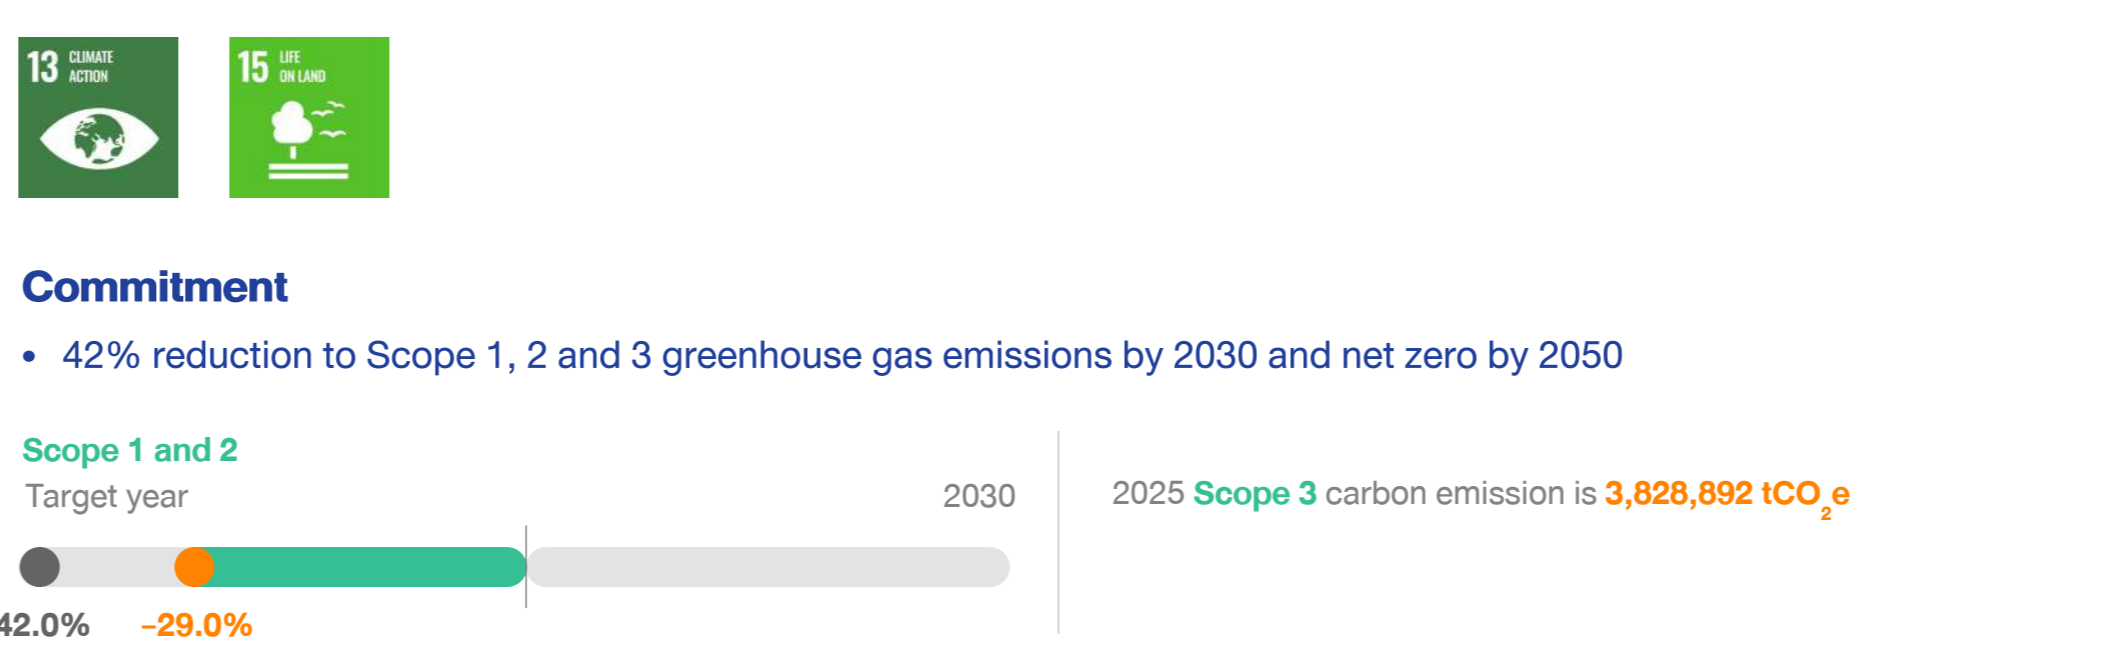 13 CLIMATE
ACTION
15 LIFE
ON LAND
Commitment
• 42% reduction to Scope 1, 2 and 3 greenhouse gas emissions by 2030 and net zero by 2050
Scope 1 and 2
Target year 2030
2025 Scope 3 carbon emission is 3,828,892 tCO₂e
42.0% –29.0%